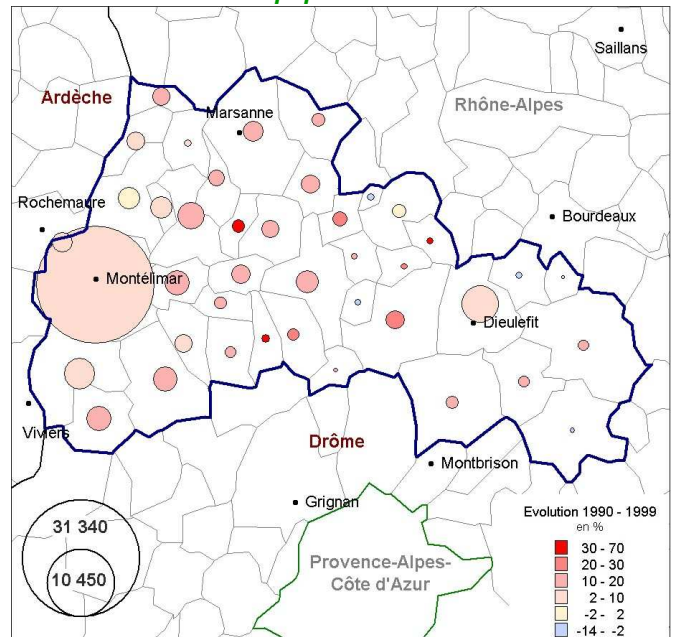 Saillans
Ardèche
Rhône-Alpes
Marsanne
Rochemaure
Bourdeaux
Montélimar
Dieulefit
Viviers
Drôme
Montbrison
Grignan
31 340
10 450
Provence-Alpes-
Côte d'Azur
Evolution 1990 - 1999
en %
30 - 70
20 - 30
10 - 20
2 - 10
-2 - 2
-14 - -2